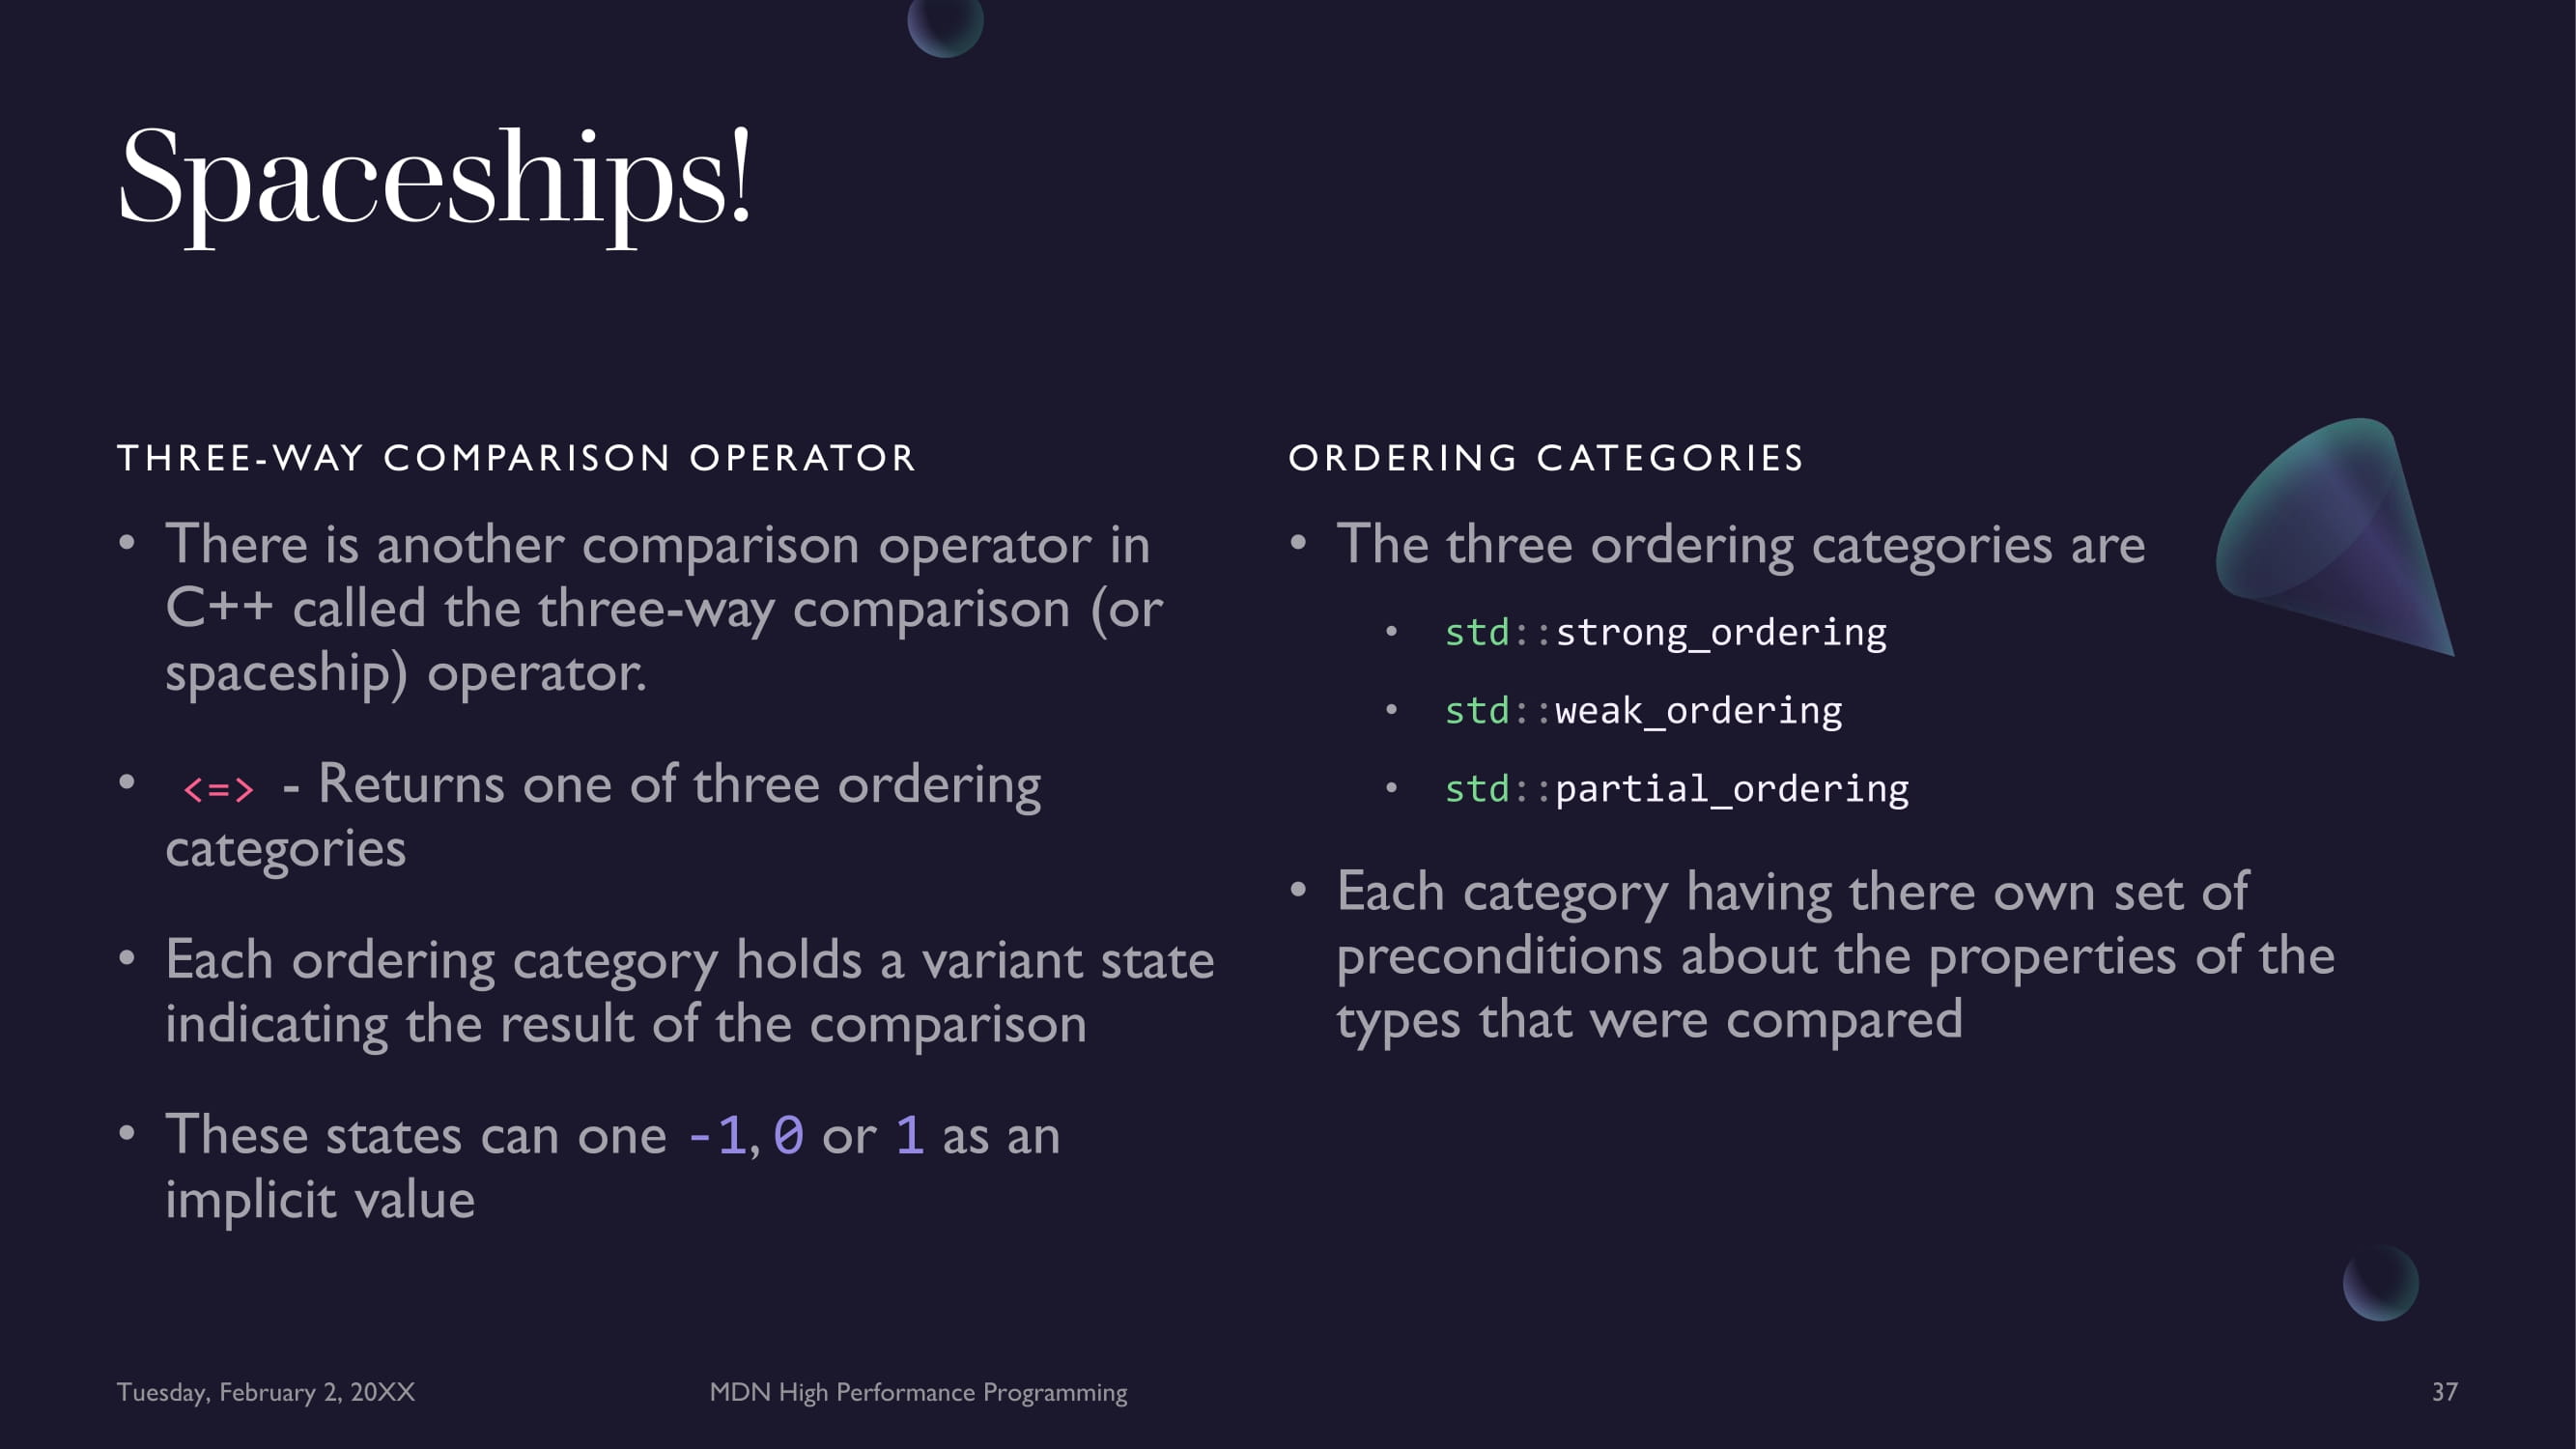 Spaceships!
THREE-WAY COMPARISON OPERATOR
• There is another comparison operator in
C++ called the three-way comparison (or
spaceship) operator.
• <=> - Returns one of three ordering
categories
• Each ordering category holds a variant state
indicating the result of the comparison
• These states can one -1, 0 or 1 as an
implicit value
ORDERING CATEGORIES
• The three ordering categories are
• std::strong_ordering
• std::weak_ordering
• std::partial_ordering
• Each category having there own set of
preconditions about the properties of the
types that were compared
Tuesday, February 2, 20XX
MDN High Performance Programming
37